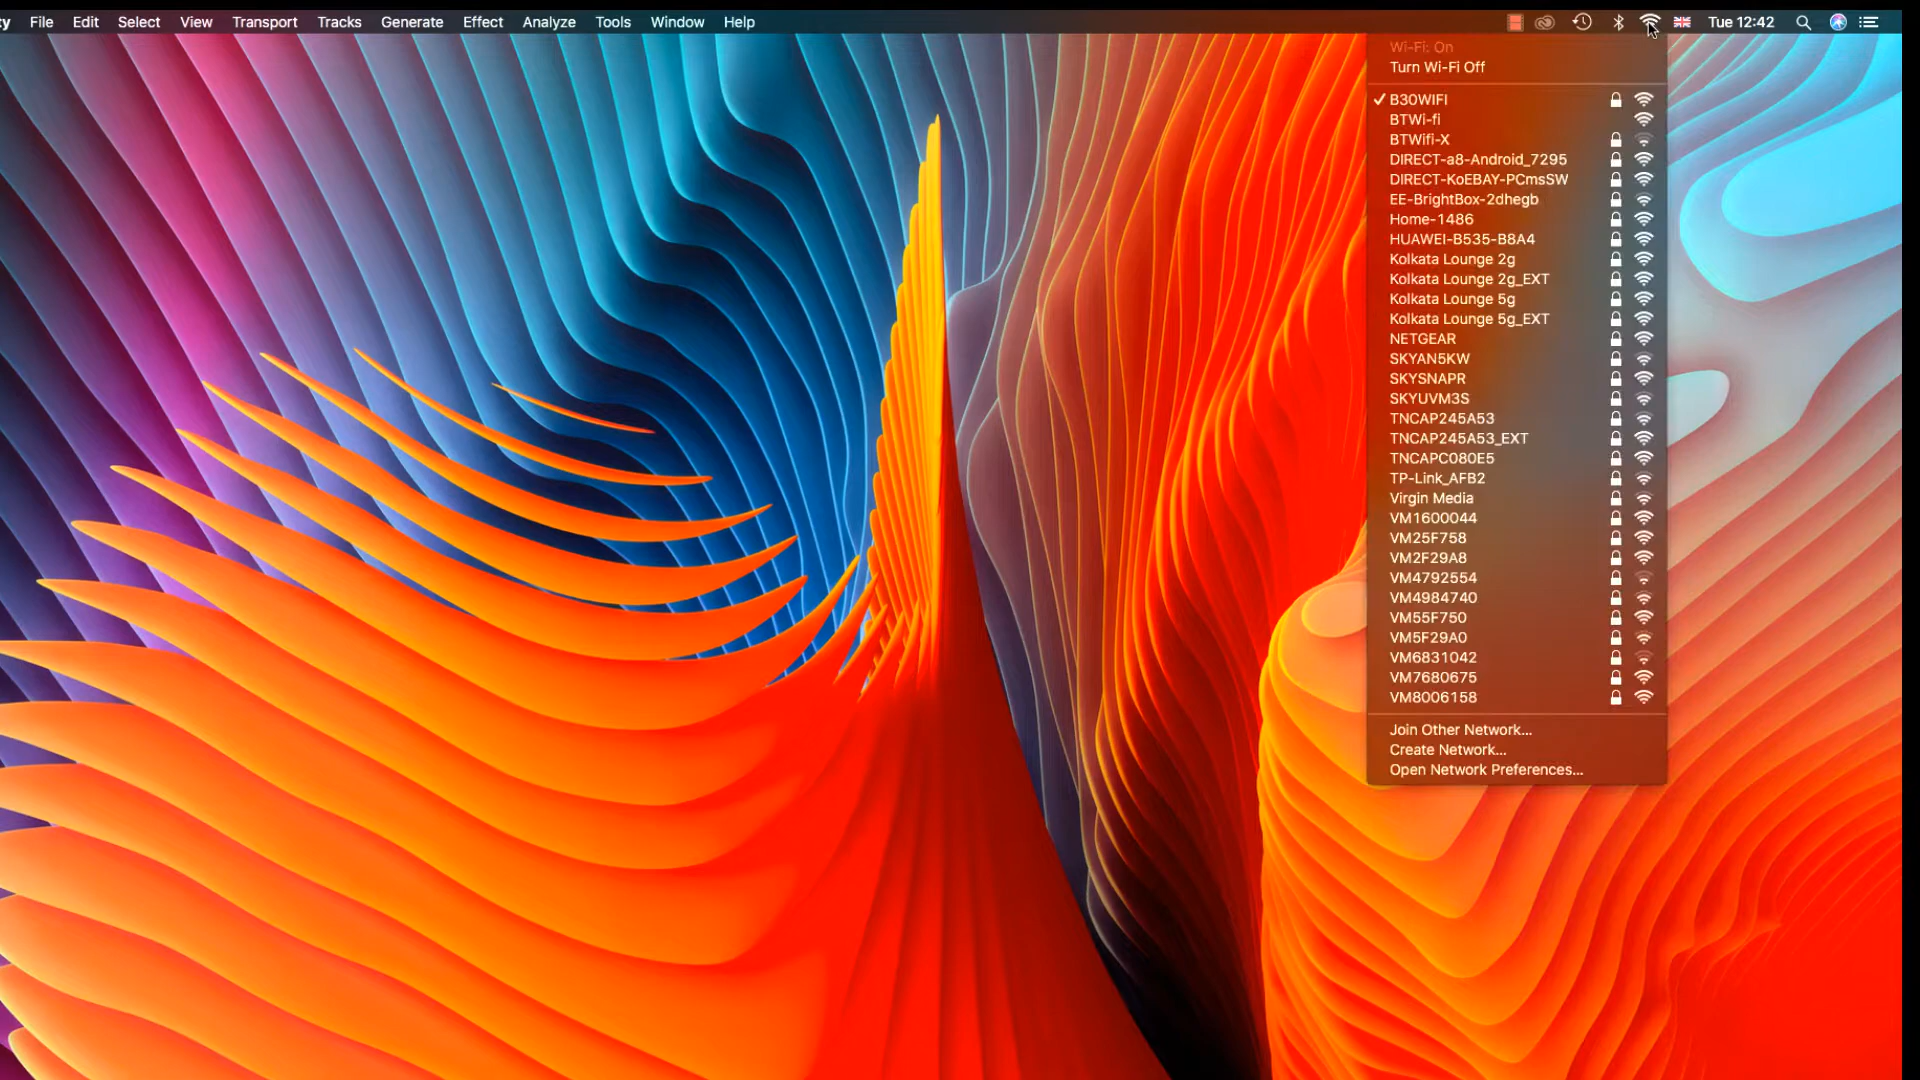 ty File Edit Select View Transport Tracks Generate Effect Analyze Tools Window Help Tue 12:42
Wi-Fi: On
Turn Wi-Fi Off
B30WIFI
BTWi-fi
BTWifi-X
DIRECT-a8-Android_7295
DIRECT-KoEBAY-PCmsSW
EE-BrightBox-2dhegb
Home-1486
HUAWEI-B535-B8A4
Kolkata Lounge 2g
Kolkata Lounge 2g_EXT
Kolkata Lounge 5g
Kolkata Lounge 5g_EXT
NETGEAR
SKYAN5KW
SKYSNAPR
SKYUVM3S
TNCAP245A53
TNCAP245A53_EXT
TNCAPC080E5
TP-Link_AFB2
Virgin Media
VM1600044
VM25F758
VM2F29A8
VM4792554
VM4984740
VM55F750
VM5F29A0
VM6831042
VM7680675
VM8006158
Join Other Network...
Create Network...
Open Network Preferences...